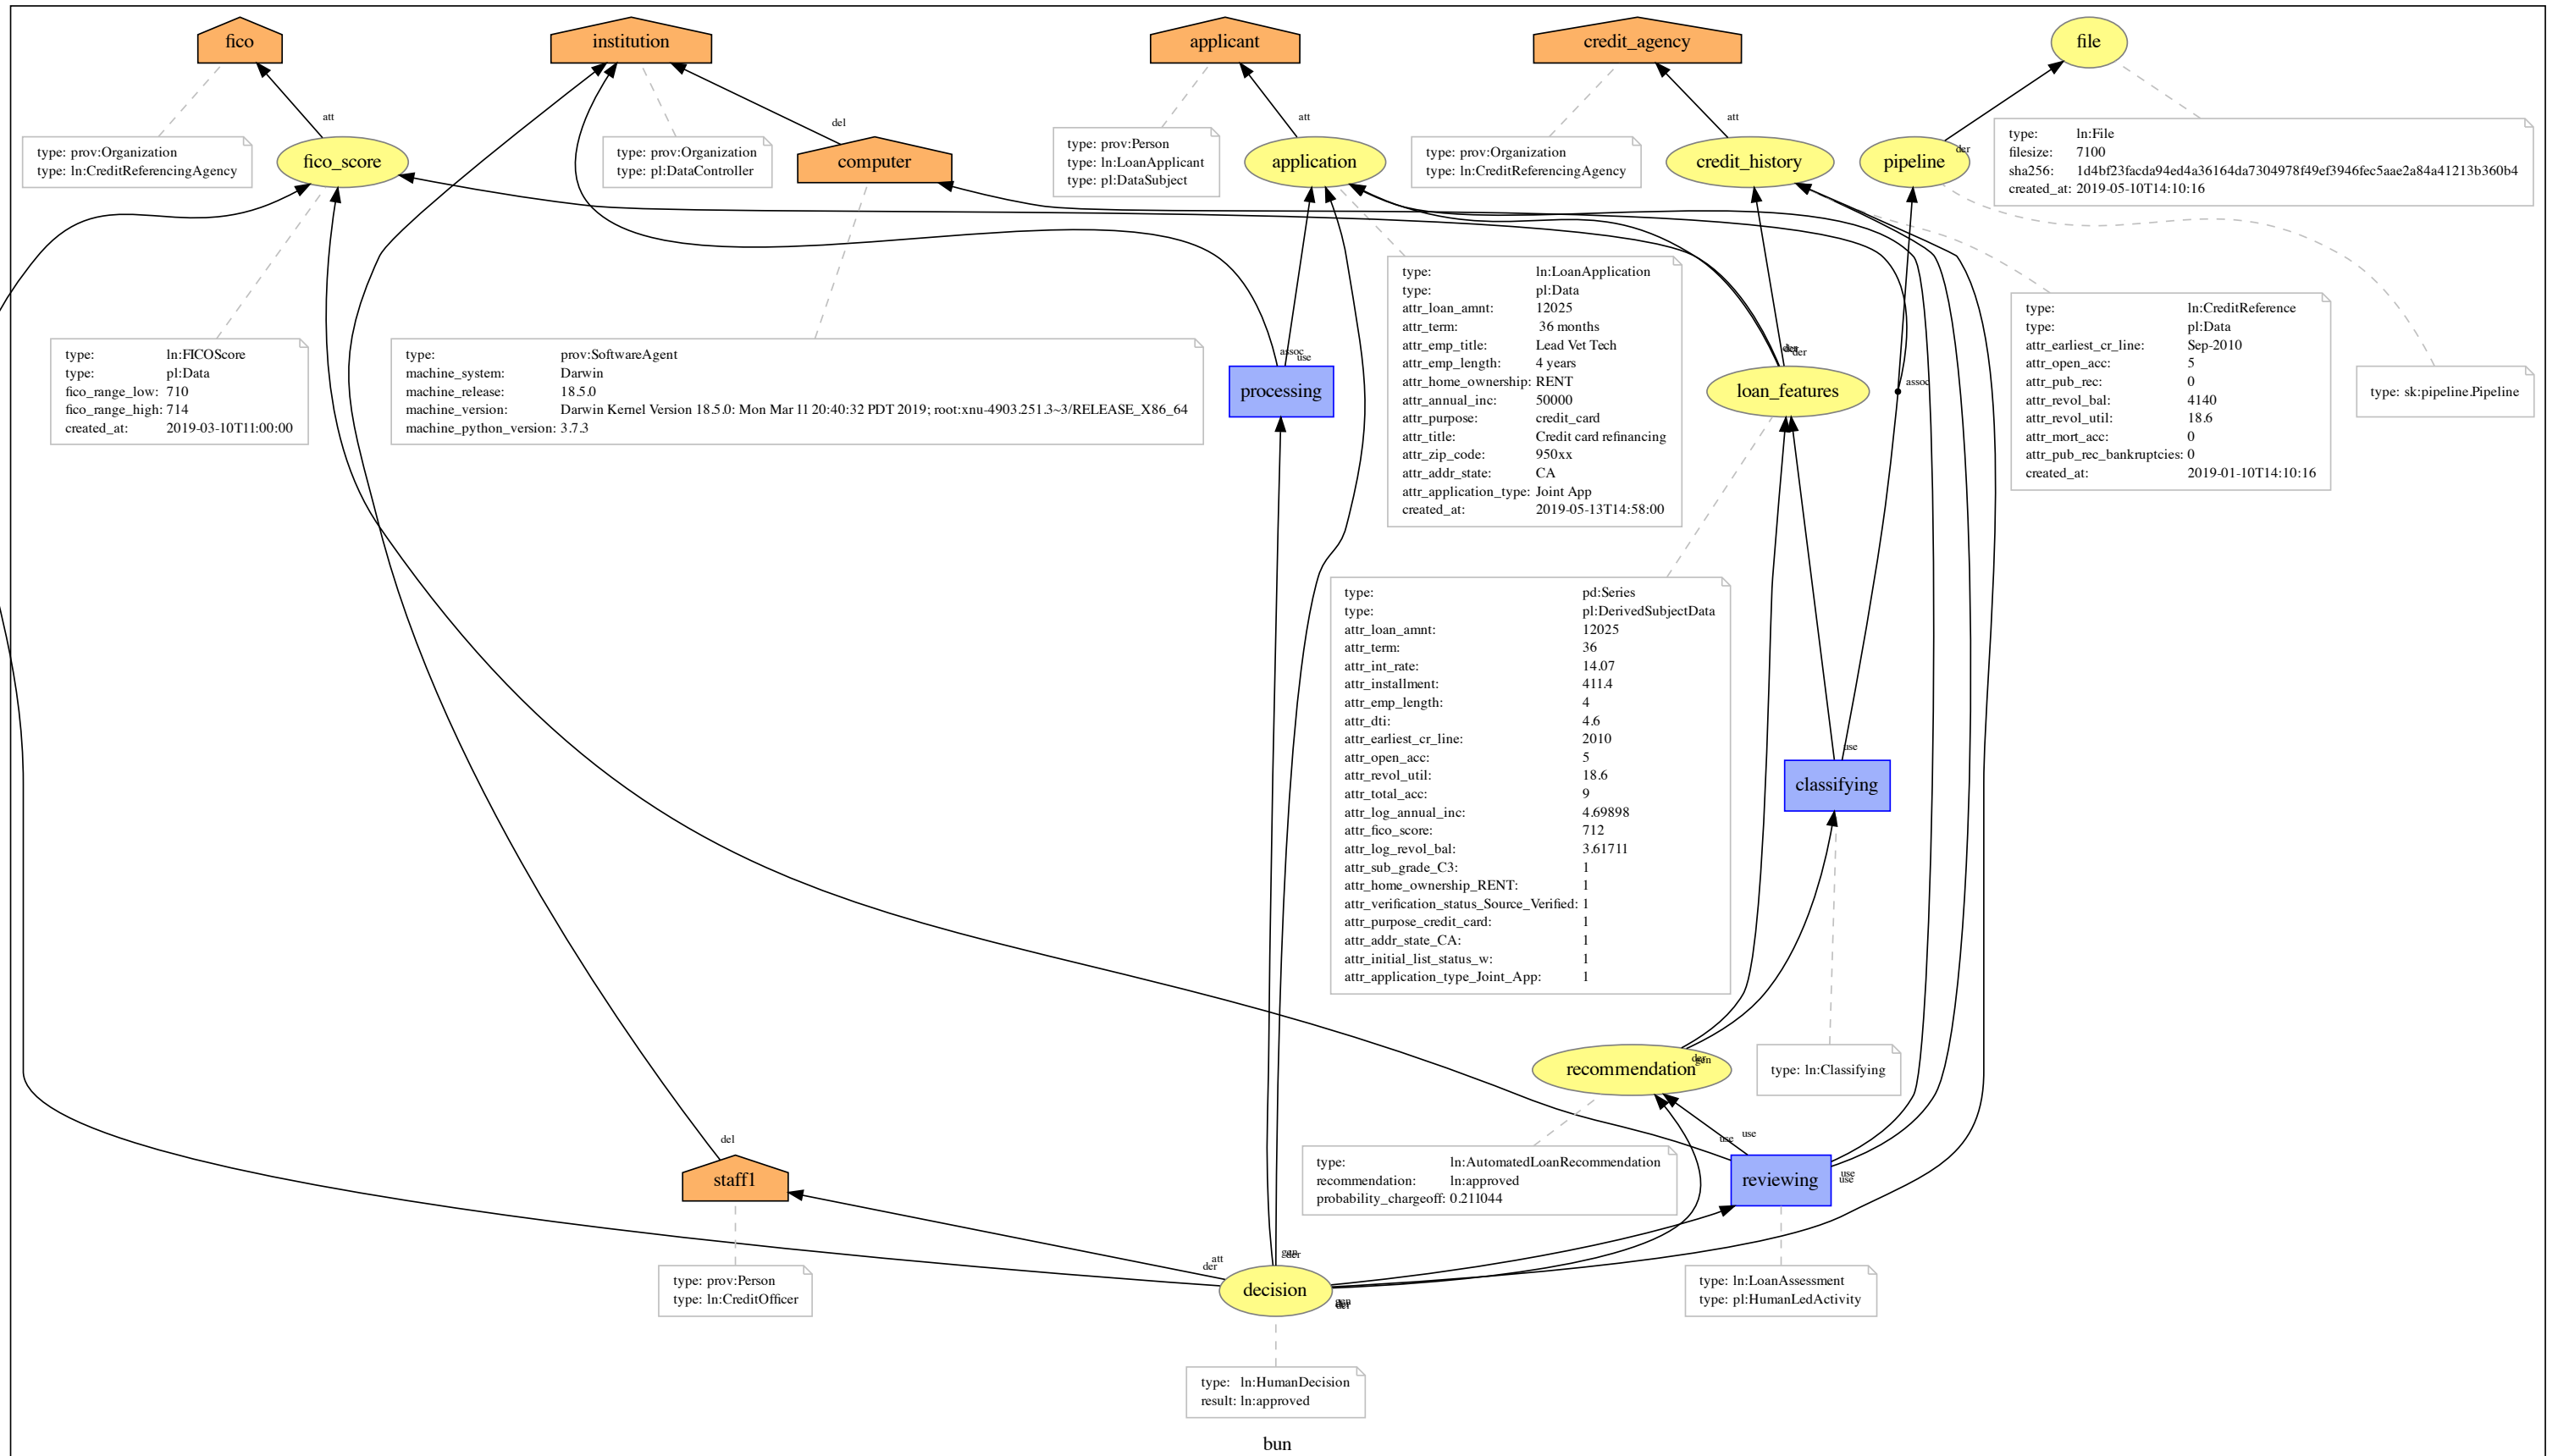 fico
institution
applicant
credit_agency
file
att
del
att
att
der
type: prov:Organization
type: ln:CreditReferencingAgency
fico_score
type: prov:Organization
type: pl:DataController
computer
type: prov:Person
type: ln:LoanApplicant
type: pl:DataSubject
application
type: prov:Organization
type: ln:CreditReferencingAgency
credit_history
pipeline
type: ln:File
filesize: 7100
sha256: 1d4bf23facda94ed4a36164da7304978f49ef3946fec5aae2a84a41213b360b4
created_at: 2019-05-10T14:10:16
type: ln:FICOScore
type: pl:Data
fico_range_low: 710
fico_range_high: 714
created_at: 2019-03-10T11:00:00
type: prov:SoftwareAgent
machine_system: Darwin
machine_release: 18.5.0
machine_version: Darwin Kernel Version 18.5.0: Mon Mar 11 20:40:32 PDT 2019; root:xnu-4903.251.3~3/RELEASE_X86_64
machine_python_version: 3.7.3
assoc
use
processing
type: ln:LoanApplication
type: pl:Data
attr_loan_amnt: 12025
attr_term: 36 months
attr_emp_title: Lead Vet Tech
attr_emp_length: 4 years
attr_home_ownership: RENT
attr_annual_inc: 50000
attr_purpose: credit_card
attr_title: Credit card refinancing
attr_zip_code: 950xx
attr_addr_state: CA
attr_application_type: Joint App
created_at: 2019-05-13T14:58:00
der
loan_features
assoc
type: ln:CreditReference
type: pl:Data
attr_earliest_cr_line: Sep-2010
attr_open_acc: 5
attr_pub_rec: 0
attr_revol_bal: 4140
attr_revol_util: 18.6
attr_mort_acc: 0
attr_pub_rec_bankruptcies: 0
created_at: 2019-01-10T14:10:16
type: sk:pipeline.Pipeline
type: pd:Series
type: pl:DerivedSubjectData
attr_loan_amnt: 12025
attr_term: 36
attr_int_rate: 14.07
attr_installment: 411.4
attr_emp_length: 4
attr_dti: 4.6
attr_earliest_cr_line: 2010
attr_open_acc: 5
attr_revol_util: 18.6
attr_total_acc: 9
attr_log_annual_inc: 4.69898
attr_fico_score: 712
attr_log_revol_bal: 3.61711
attr_sub_grade_C3: 1
attr_home_ownership_RENT: 1
attr_verification_status_Source_Verified: 1
attr_purpose_credit_card: 1
attr_addr_state_CA: 1
attr_initial_list_status_w: 1
attr_application_type_Joint_App: 1
use
classifying
der
gen
recommendation
type: ln:Classifying
del
use
use
staff1
type: ln:AutomatedLoanRecommendation
recommendation: ln:approved
probability_chargeoff: 0.211044
reviewing
use
use
att
der
gen
der
type: prov:Person
type: ln:CreditOfficer
decision
gen
der
type: ln:LoanAssessment
type: pl:HumanLedActivity
type: ln:HumanDecision
result: ln:approved
bun